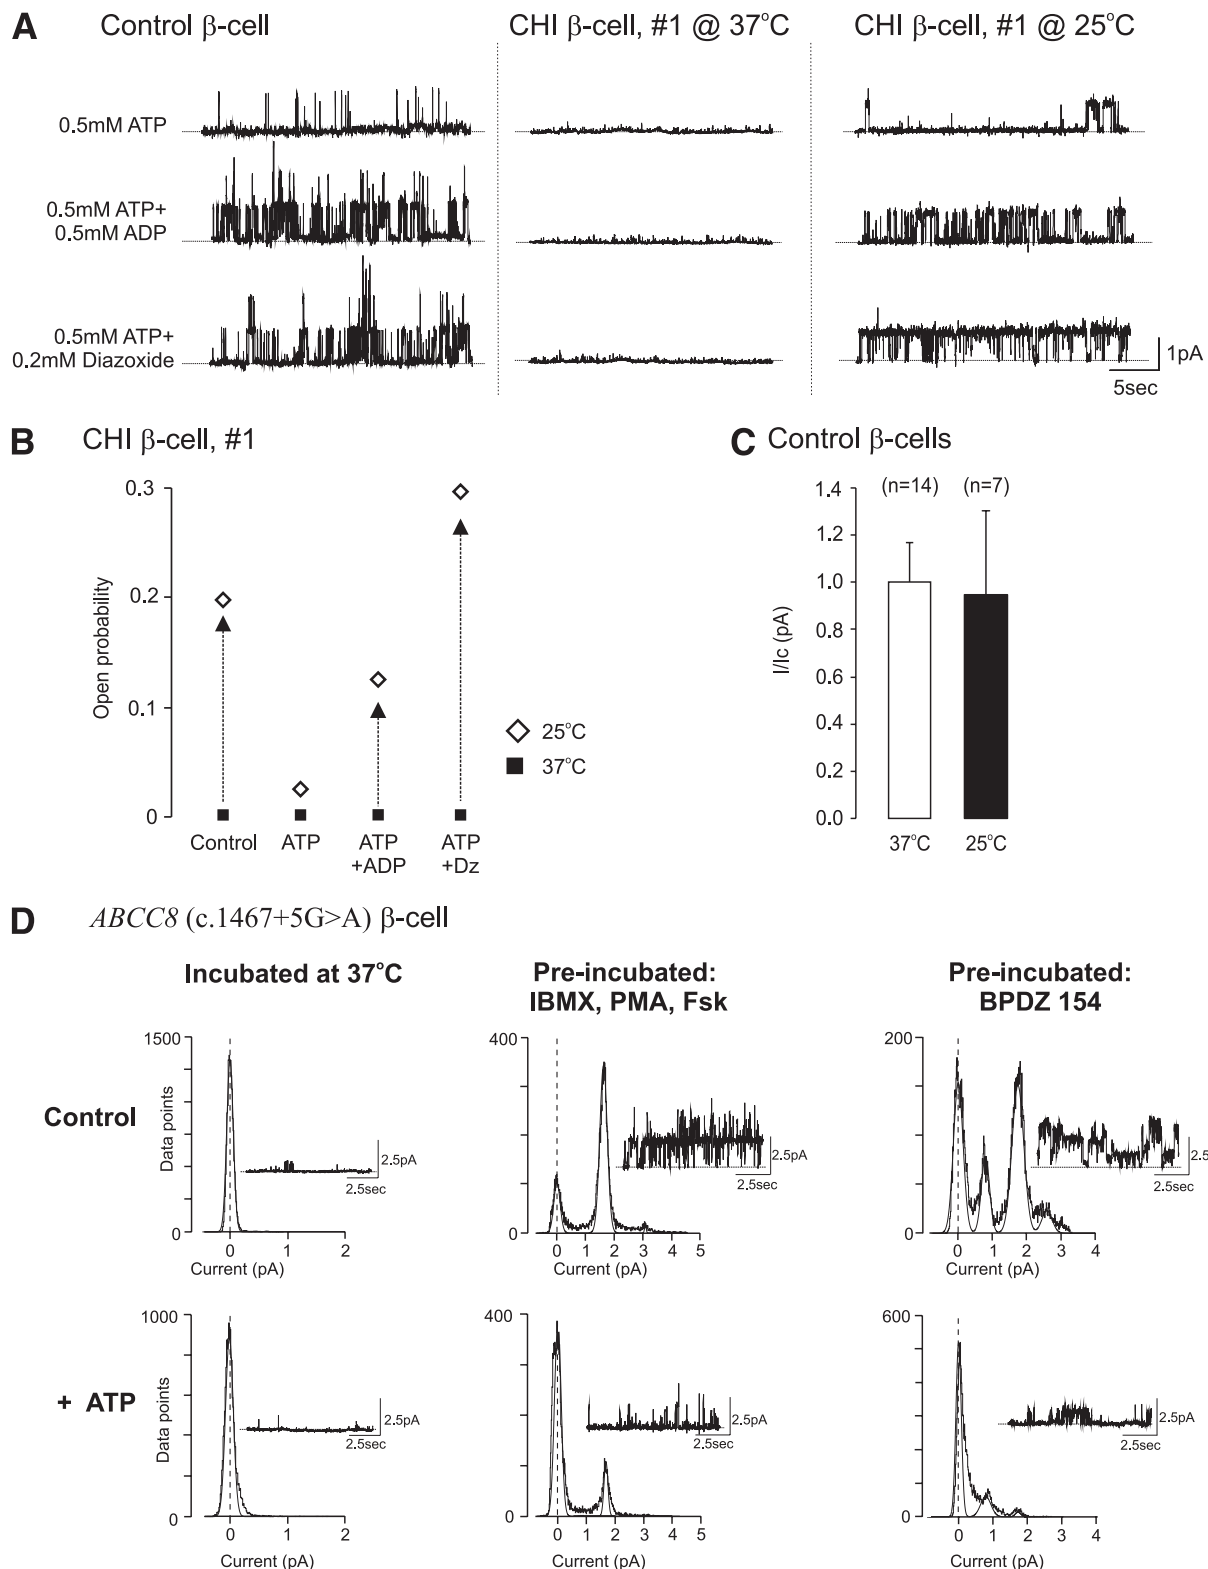 A
Control β-cell
CHI β-cell, #1 @ 37°C
CHI β-cell, #1 @ 25°C
0.5mM ATP
0.5mM ATP+
0.5mM ADP
0.5mM ATP+
0.2mM Diazoxide
1pA
5sec
B
CHI β-cell, #1
0.3
0.2
0.1
0
Open probability
Control
ATP
ATP
+ADP
ATP
+Dz
25°C
37°C
C
Control β-cells
(n=14)
(n=7)
1.4
1.2
1.0
0.8
0.6
0.4
0.2
0.0
I/Ic (pA)
37°C
25°C
D
ABCC8 (c.1467+5G>A) β-cell
Incubated at 37°C
Pre-incubated:
IBMX, PMA, Fsk
Pre-incubated:
BPDZ 154
Control
1500
0
Data points
2.5pA
2.5sec
0 1 2
Current (pA)
400
0
2.5pA
2.5sec
0 1 2 3 4 5
Current (pA)
200
0
2.5
2.5sec
0 1 2 3 4
Current (pA)
+ ATP
1000
0
Data points
2.5pA
2.5sec
0 1 2
Current (pA)
400
0
2.5pA
2.5sec
0 1 2 3 4 5
Current (pA)
600
0
2.5pA
2.5sec
0 1 2 3 4
Current (pA)